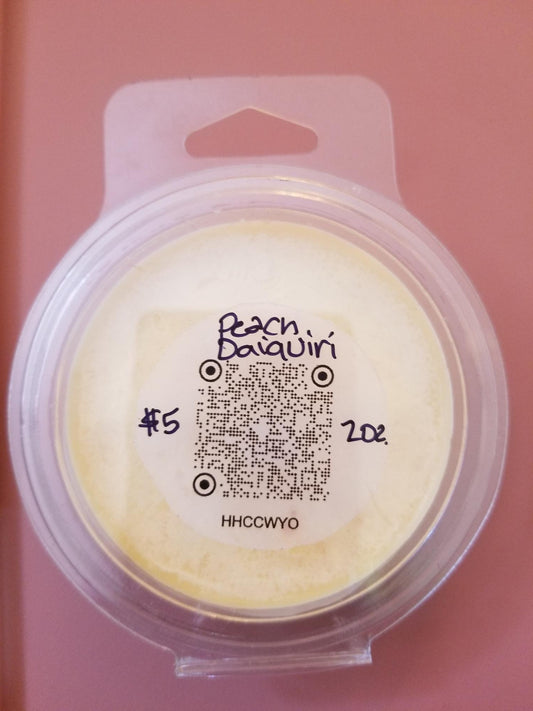 Peach
Daiquiri
$5
2oz.
HHCCWYO